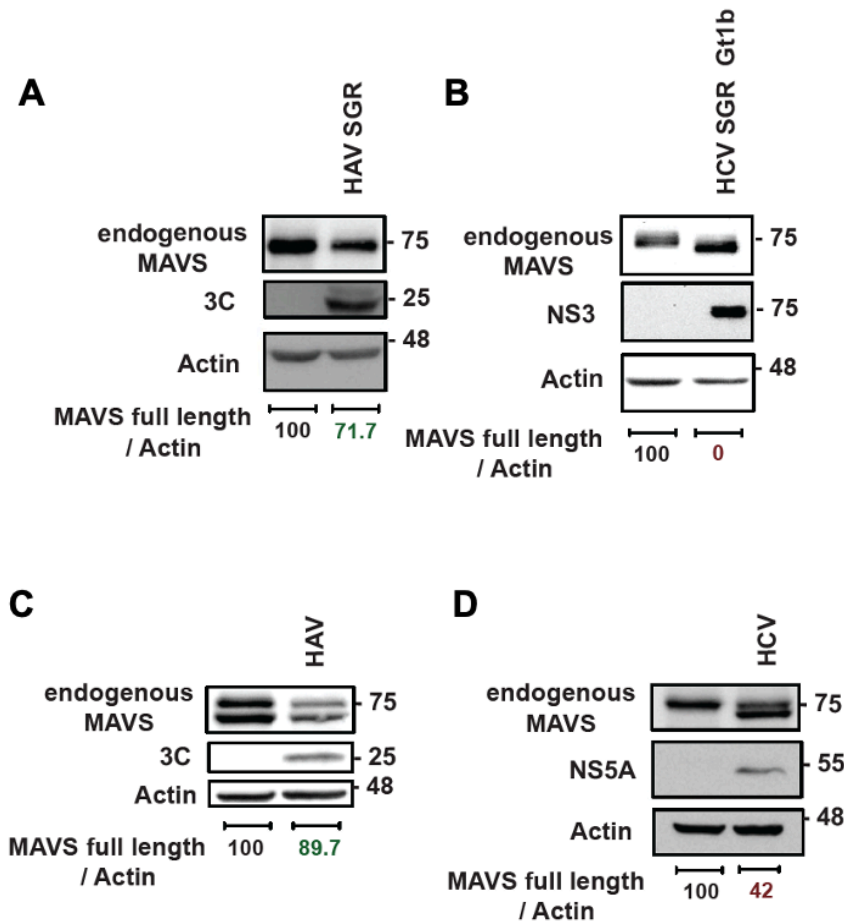 A
HAV SGR
endogenous
MAVS
- 75
3C
- 25
Actin
- 48
MAVS full length
/ Actin
100
71.7
B
HCV SGR Gt1b
endogenous
MAVS
- 75
NS3
- 75
Actin
- 48
MAVS full length
/ Actin
100
0
C
HAV
endogenous
MAVS
- 75
3C
- 25
Actin
- 48
MAVS full length
/ Actin
100
89.7
D
HCV
endogenous
MAVS
- 75
NS5A
- 55
Actin
- 48
MAVS full length
/ Actin
100
42